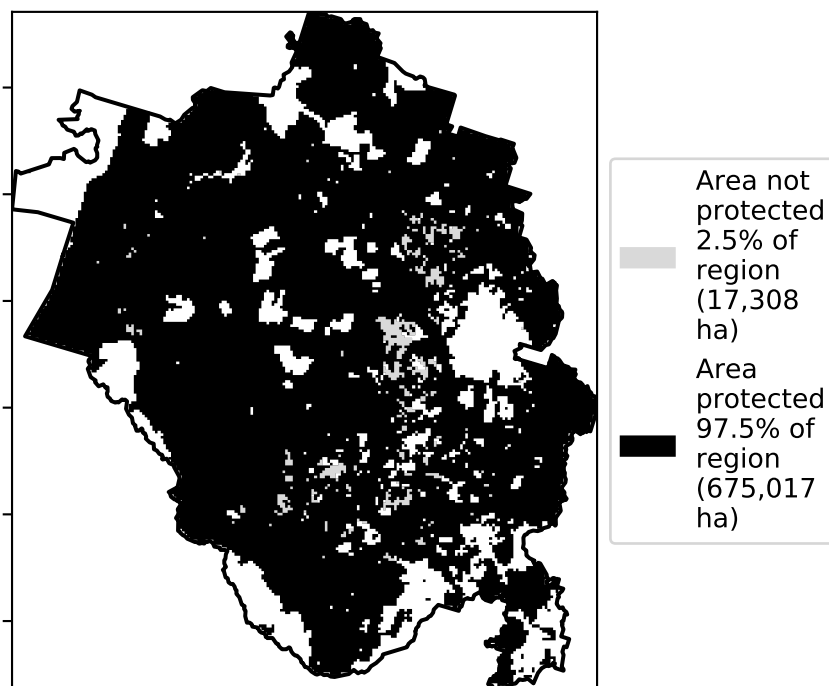 Area not
protected
2.5% of
region
(17,308
ha)
Area
protected
97.5% of
region
(675,017
ha)